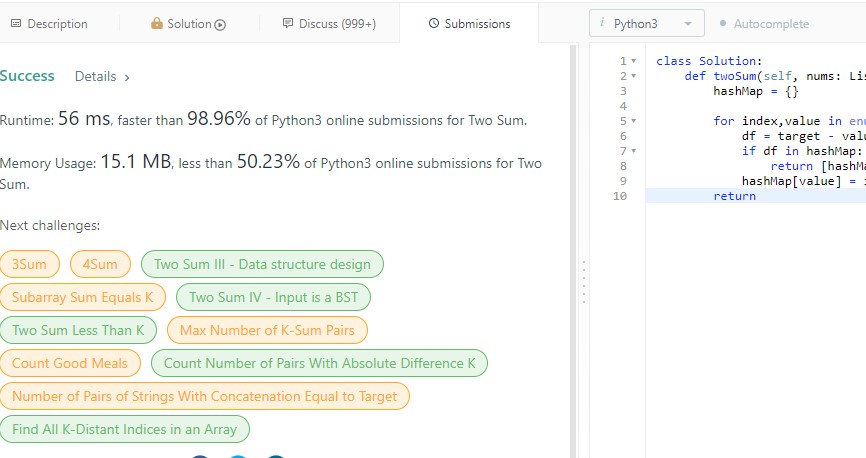 Description
Solution
Discuss (999+)
Submissions
i Python3
Autocomplete
Success Details >
Runtime: 56 ms, faster than 98.96% of Python3 online submissions for Two Sum.
Memory Usage: 15.1 MB, less than 50.23% of Python3 online submissions for Two
Sum.
Next challenges:
3Sum 4Sum Two Sum III - Data structure design
Subarray Sum Equals K Two Sum IV - Input is a BST
Two Sum Less Than K Max Number of K-Sum Pairs
Count Good Meals Count Number of Pairs With Absolute Difference K
Number of Pairs of Strings With Concatenation Equal to Target
Find All K-Distant Indices in an Array
1 class Solution:
2 def twoSum(self, nums: Lis
3 hashMap = {}
4
5 for index,value in enu
6 df = target - valu
7 if df in hashMap:
8 return [hashMa
9 hashMap[value] =
10 return